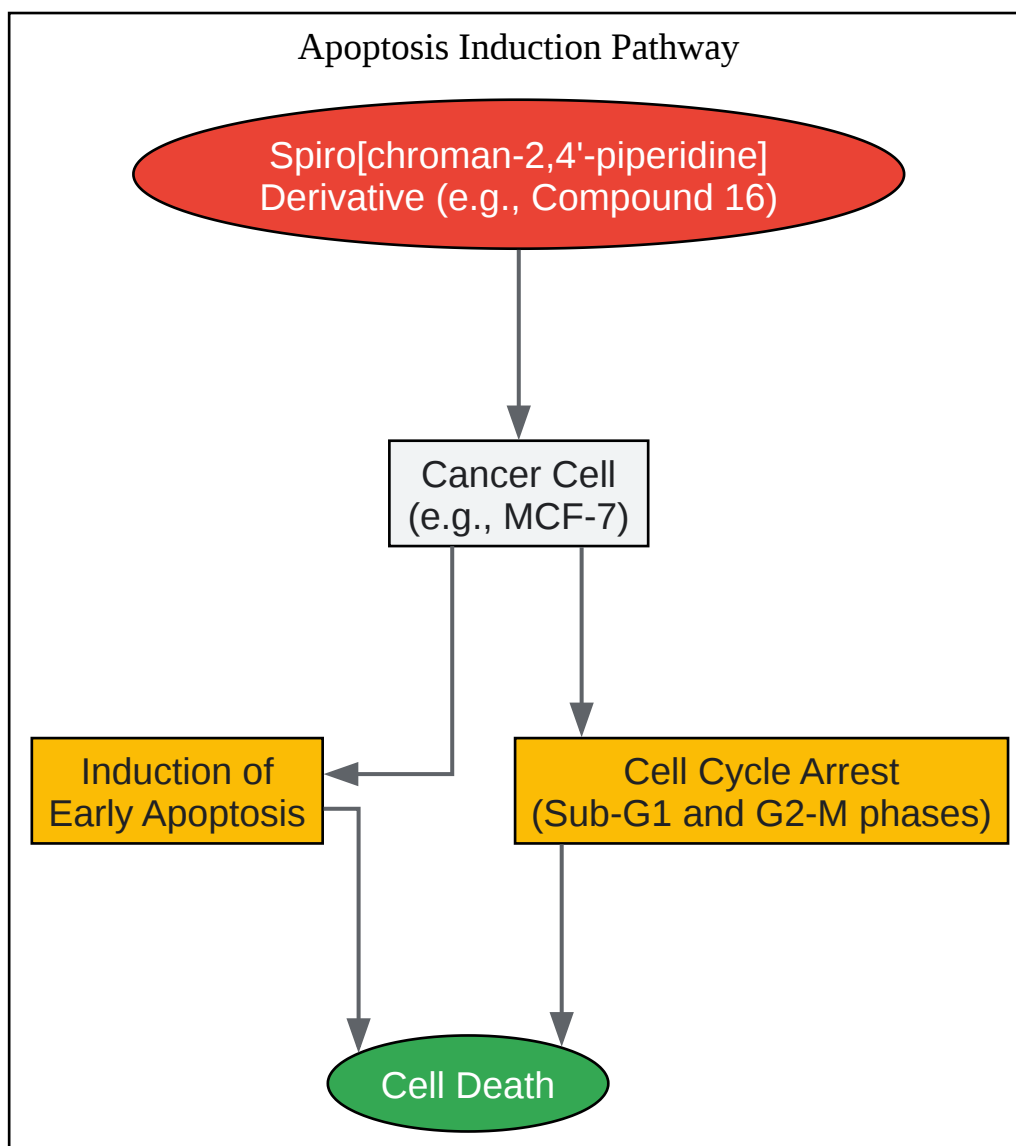 Apoptosis Induction Pathway
Spiro[chroman-2,4'-piperidine]
Derivative (e.g., Compound 16)
Cancer Cell
(e.g., MCF-7)
Induction of
Early Apoptosis
Cell Cycle Arrest
(Sub-G1 and G2-M phases)
Cell Death